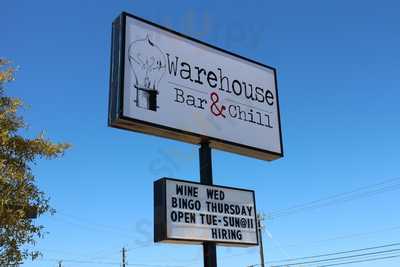 Warehouse
Bar & Chill
WINE WED
BINGO THURSDAY
OPEN TUE-SUN@11
HIRING